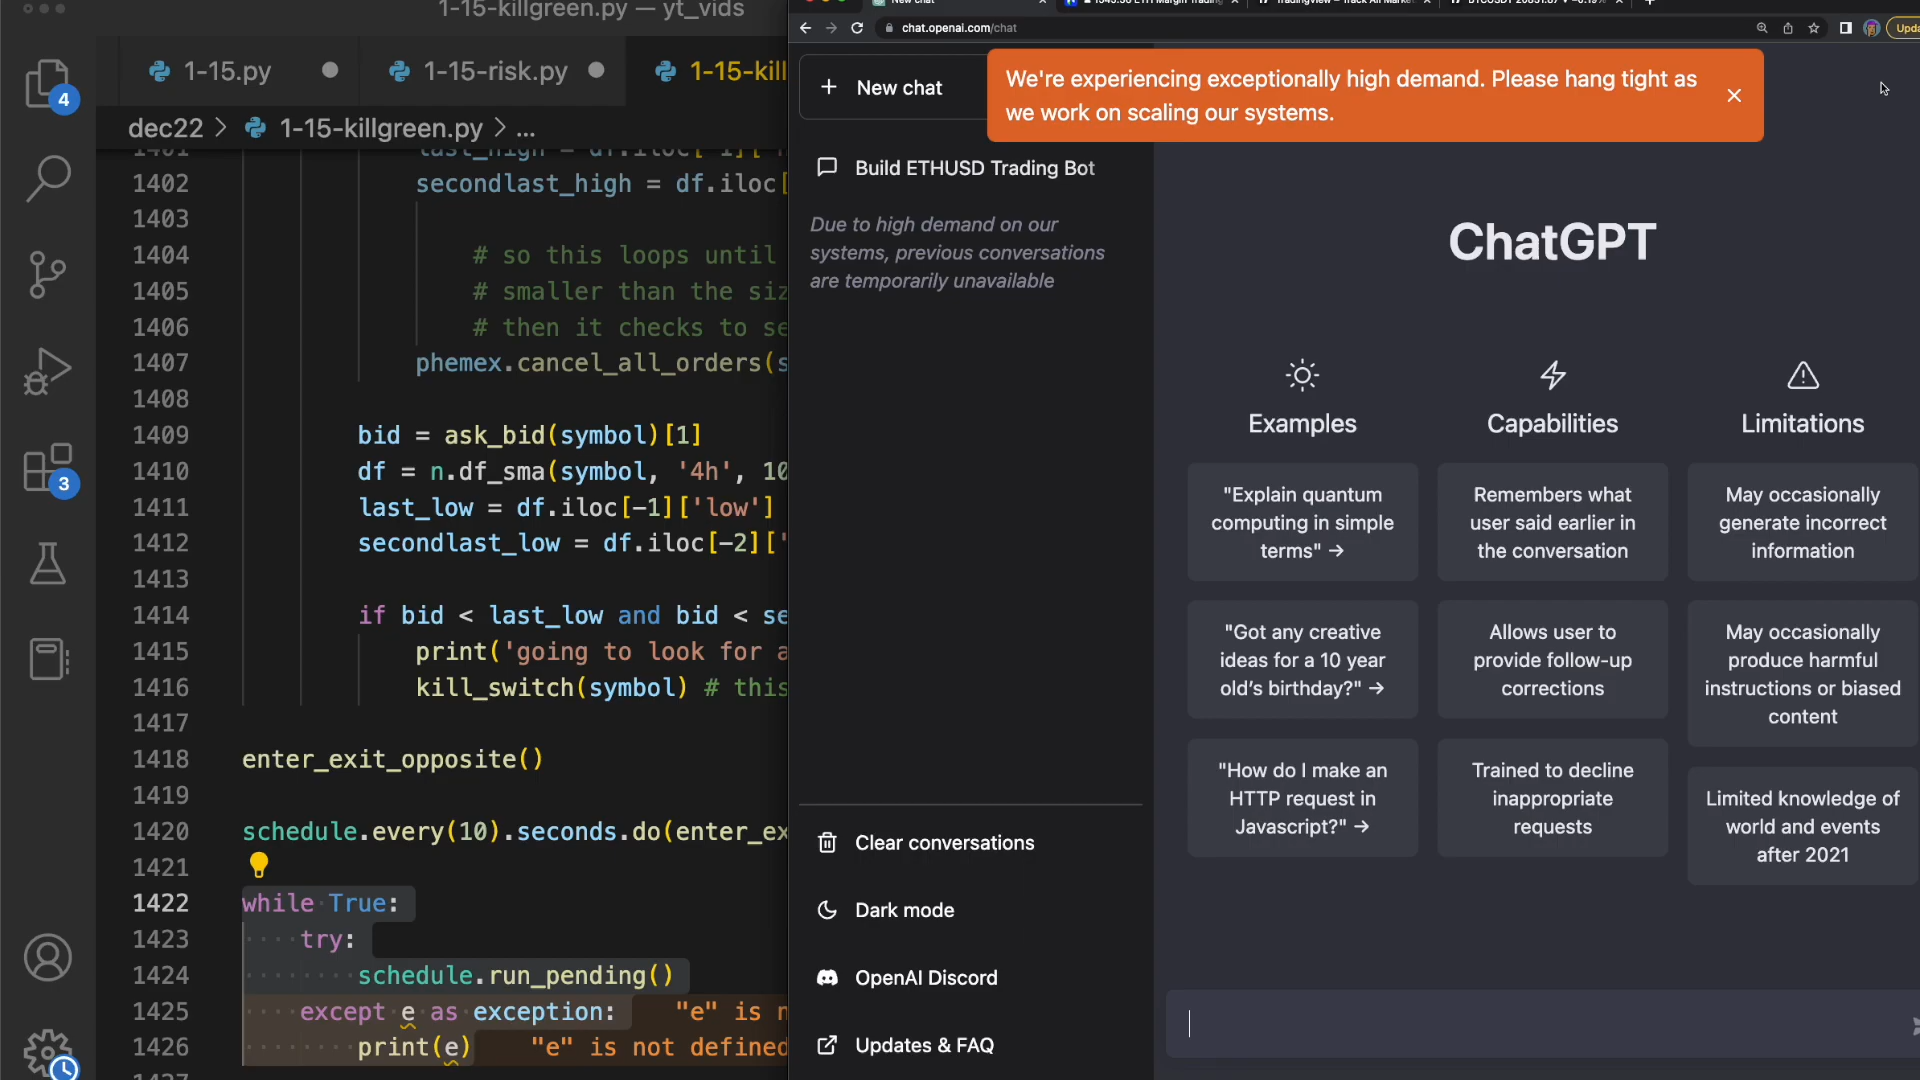 1-15-killgreen.py — yt_vids
1-15.py
1-15-risk.py
1-15-kill
dec22 > 1-15-killgreen.py > ...
4
3
1402 secondlast_high = df.iloc[
1403
1404 # so this loops until
1405 # smaller than the siz
1406 # then it checks to se
1407 phemex.cancel_all_orders(s
1408
1409 bid = ask_bid(symbol)[1]
1410 df = n.df_sma(symbol, '4h', 10
1411 last_low = df.iloc[-1]['low']
1412 secondlast_low = df.iloc[-2]['
1413
1414 if bid < last_low and bid < se
1415 print('going to look for a
1416 kill_switch(symbol) # this
1417
1418 enter_exit_opposite()
1419
1420 schedule.every(10).seconds.do(enter_ex
1421
1422 while True:
1423 try:
1424 schedule.run_pending()
1425 except e as exception: "e" is n
1426 print(e) "e" is not defined
New chat
chat.openai.com/chat
New chat
We're experiencing exceptionally high demand. Please hang tight as
we work on scaling our systems.
Build ETHUSD Trading Bot
Due to high demand on our
systems, previous conversations
are temporarily unavailable
Clear conversations
Dark mode
OpenAI Discord
Updates & FAQ
ChatGPT
Examples
"Explain quantum
computing in simple
terms" →
"Got any creative
ideas for a 10 year
old's birthday?" →
"How do I make an
HTTP request in
Javascript?" →
Capabilities
Remembers what
user said earlier in
the conversation
Allows user to
provide follow-up
corrections
Trained to decline
inappropriate
requests
Limitations
May occasionally
generate incorrect
information
May occasionally
produce harmful
instructions or biased
content
Limited knowledge of
world and events
after 2021